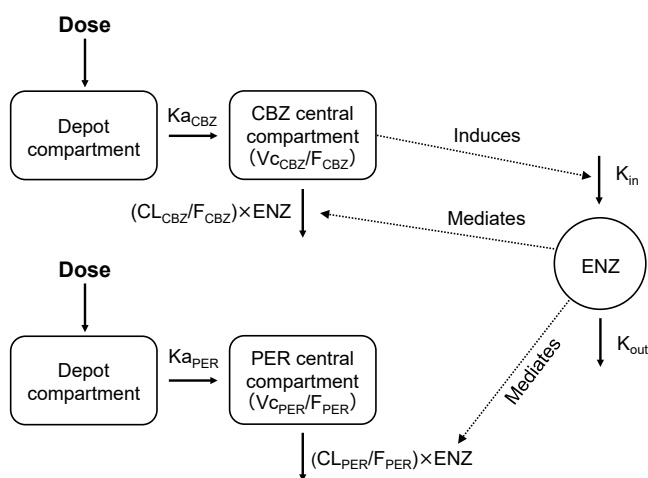 Dose
Depot
compartment
Ka_CBZ
CBZ central
compartment
(Vc_CBZ/F_CBZ)
Induces
K_in
(CL_CBZ/F_CBZ)×ENZ
Mediates
ENZ
K_out
Dose
Depot
compartment
Ka_PER
PER central
compartment
(Vc_PER/F_PER)
Mediates
(CL_PER/F_PER)×ENZ